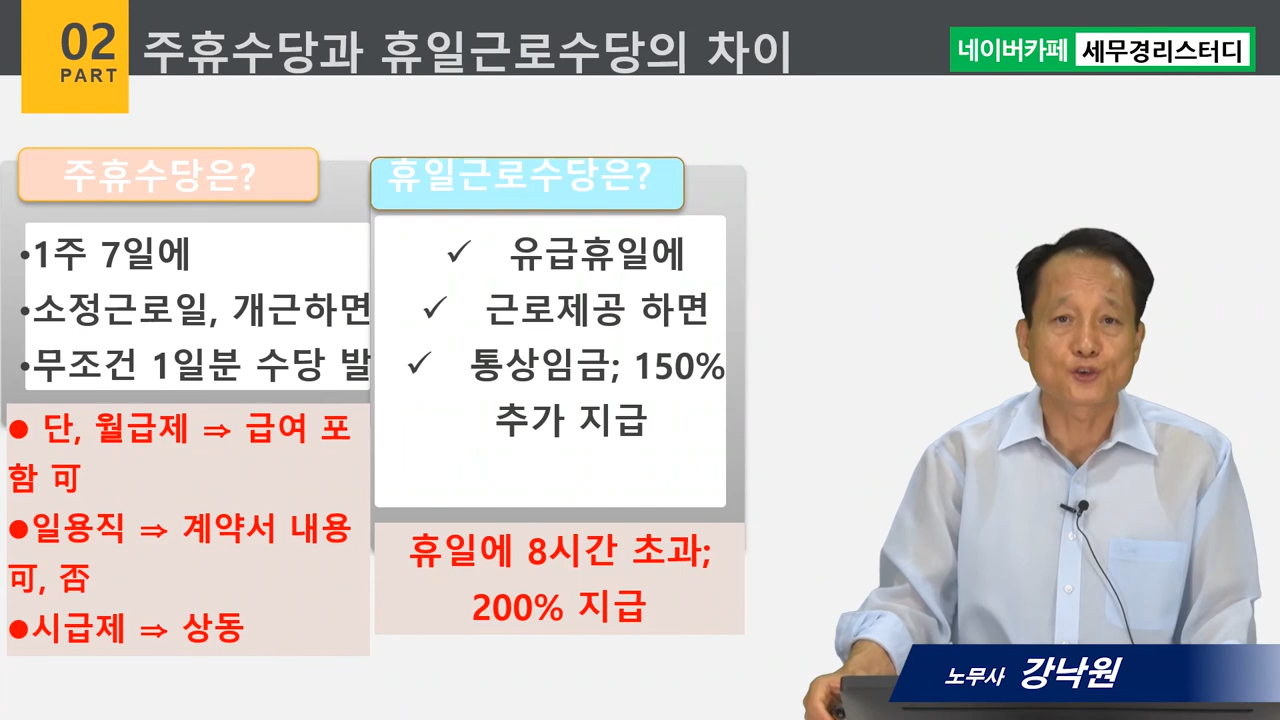 02
PART
주휴수당과 휴일근로수당의 차이
네이버카페 세무경리스터디
주휴수당은?
•1주 7일에
•소정근로일, 개근하면
•무조건 1일분 수당 발
● 단, 월급제 ⇒ 급여 포
함 可
●일용직 ⇒ 계약서 내용
可, 否
●시급제 ⇒ 상동
휴일근로수당은?
✓ 유급휴일에
✓ 근로제공 하면
✓ 통상임금; 150%
추가 지급
휴일에 8시간 초과;
200% 지급
노무사 강낙원